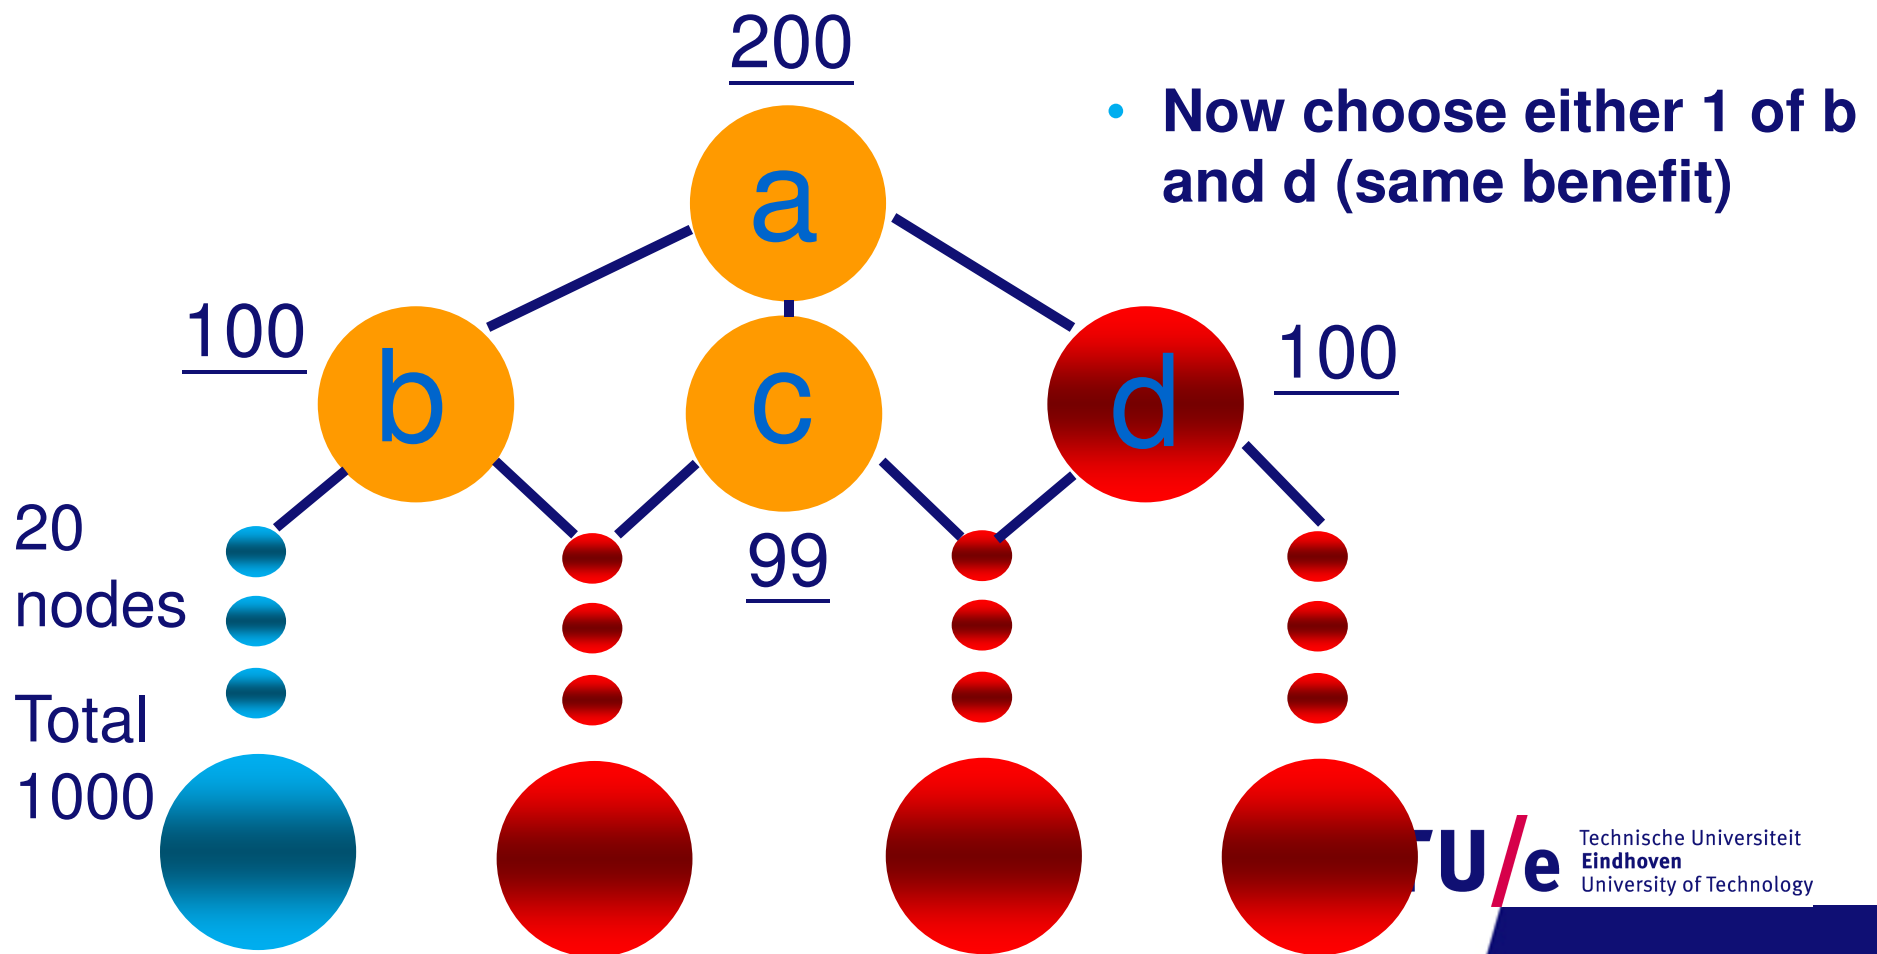 200
• Now choose either 1 of b
and d (same benefit)
a
100
100
b
c
d
20
nodes
99
Total
1000
TU/e
Technische Universiteit
Eindhoven
University of Technology